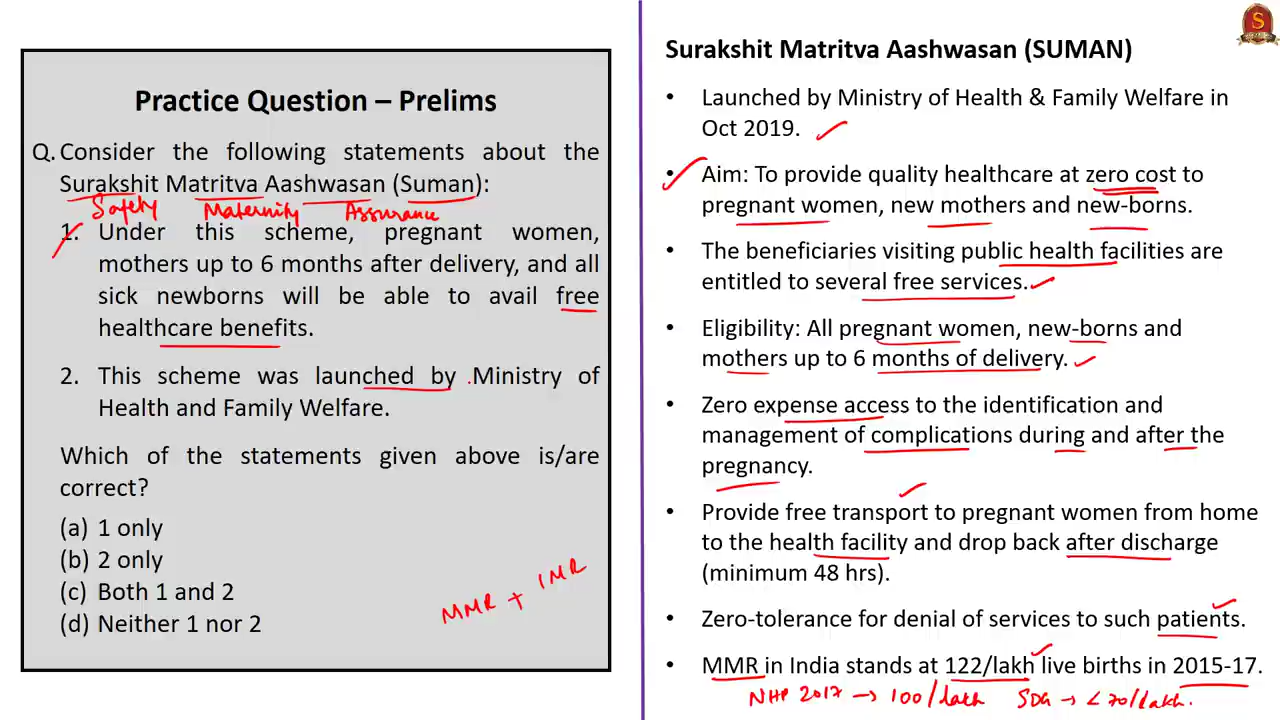 Practice Question – Prelims
Q. Consider the following statements about the
Surakshit Matritva Aashwasan (Suman):
Safety Maternity Assurance
1. Under this scheme, pregnant women,
mothers up to 6 months after delivery, and all
sick newborns will be able to avail free
healthcare benefits.
2. This scheme was launched by Ministry of
Health and Family Welfare.
Which of the statements given above is/are
correct?
(a) 1 only
(b) 2 only
(c) Both 1 and 2
(d) Neither 1 nor 2
MMR + IMR
Surakshit Matritva Aashwasan (SUMAN)
• Launched by Ministry of Health & Family Welfare in
Oct 2019.
• Aim: To provide quality healthcare at zero cost to
pregnant women, new mothers and new-borns.
• The beneficiaries visiting public health facilities are
entitled to several free services.
• Eligibility: All pregnant women, new-borns and
mothers up to 6 months of delivery.
• Zero expense access to the identification and
management of complications during and after the
pregnancy.
• Provide free transport to pregnant women from home
to the health facility and drop back after discharge
(minimum 48 hrs).
• Zero-tolerance for denial of services to such patients.
• MMR in India stands at 122/lakh live births in 2015-17.
NHP 2017 → 100/lakh SDG → <70/lakh.
S